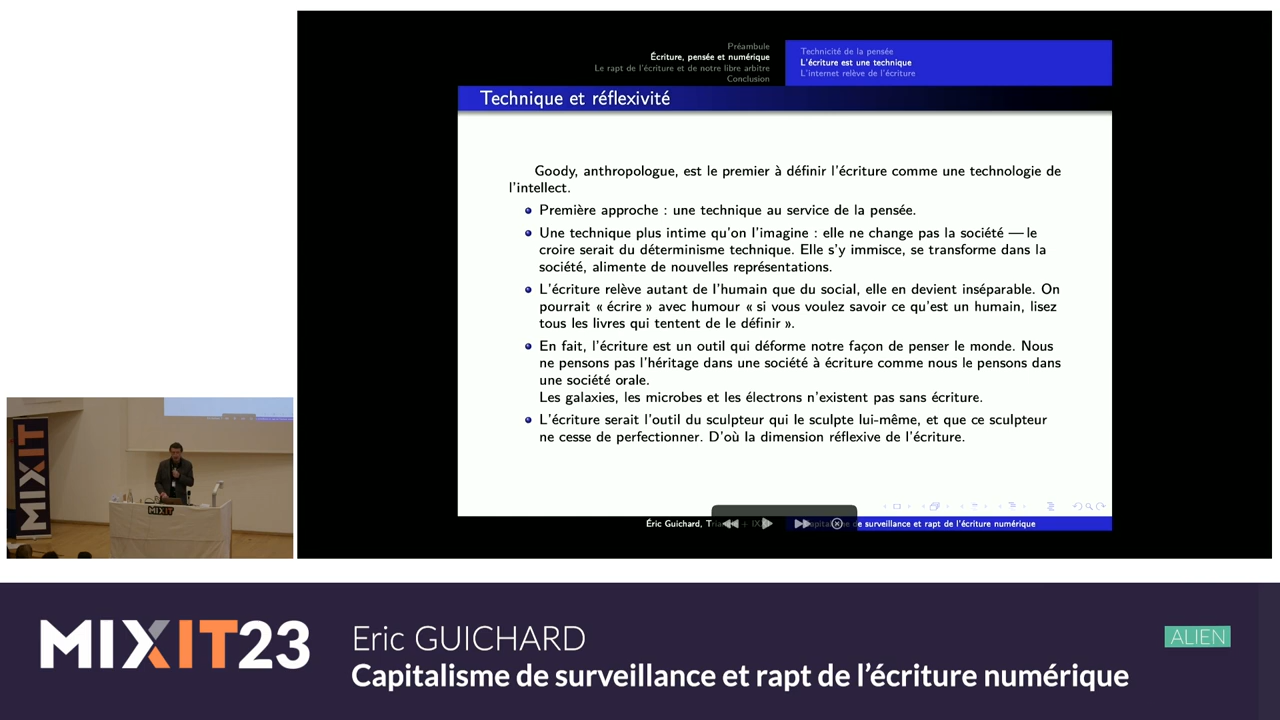 Préambule
Écriture, pensée et numérique
Le rapt de l'écriture et de notre libre arbitre
Conclusion
Technicité de la pensée
L'écriture est une technique
L'internet relève de l'écriture
Technique et réflexivité
Goody, anthropologue, est le premier à définir l'écriture comme une technologie de
l'intellect.
Première approche : une technique au service de la pensée.
Une technique plus intime qu'on l'imagine : elle ne change pas la société — le
croire serait du déterminisme technique. Elle s'y immisce, se transforme dans la
société, alimente de nouvelles représentations.
L'écriture relève autant de l'humain que du social, elle en devient inséparable. On
pourrait « écrire » avec humour « si vous voulez savoir ce qu'est un humain, lisez
tous les livres qui tentent de le définir ».
En fait, l'écriture est un outil qui déforme notre façon de penser le monde. Nous
ne pensons pas l'héritage dans une société à écriture comme nous le pensons dans
une société orale.
Les galaxies, les microbes et les électrons n'existent pas sans écriture.
L'écriture serait l'outil du sculpteur qui le sculpte lui-même, et que ce sculpteur
ne cesse de perfectionner. D'où la dimension réflexive de l'écriture.
Éric Guichard,
de surveillance et rapt de l'écriture numérique
MIXIT
MIXIT
MIXIT23
Eric GUICHARD
ALIEN
Capitalisme de surveillance et rapt de l'écriture numérique